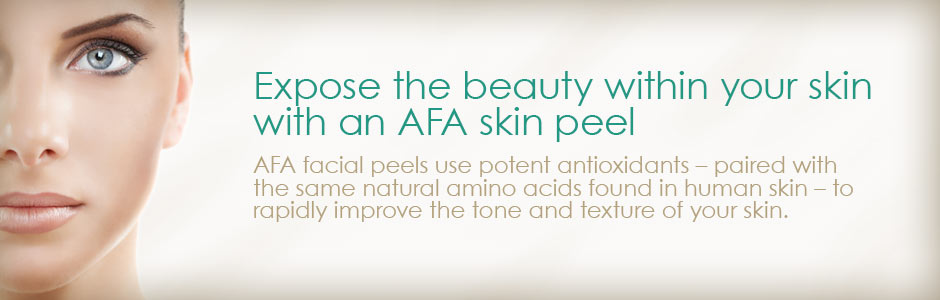 Expose the beauty within your skin
with an AFA skin peel
AFA facial peels use potent antioxidants – paired with
the same natural amino acids found in human skin – to
rapidly improve the tone and texture of your skin.